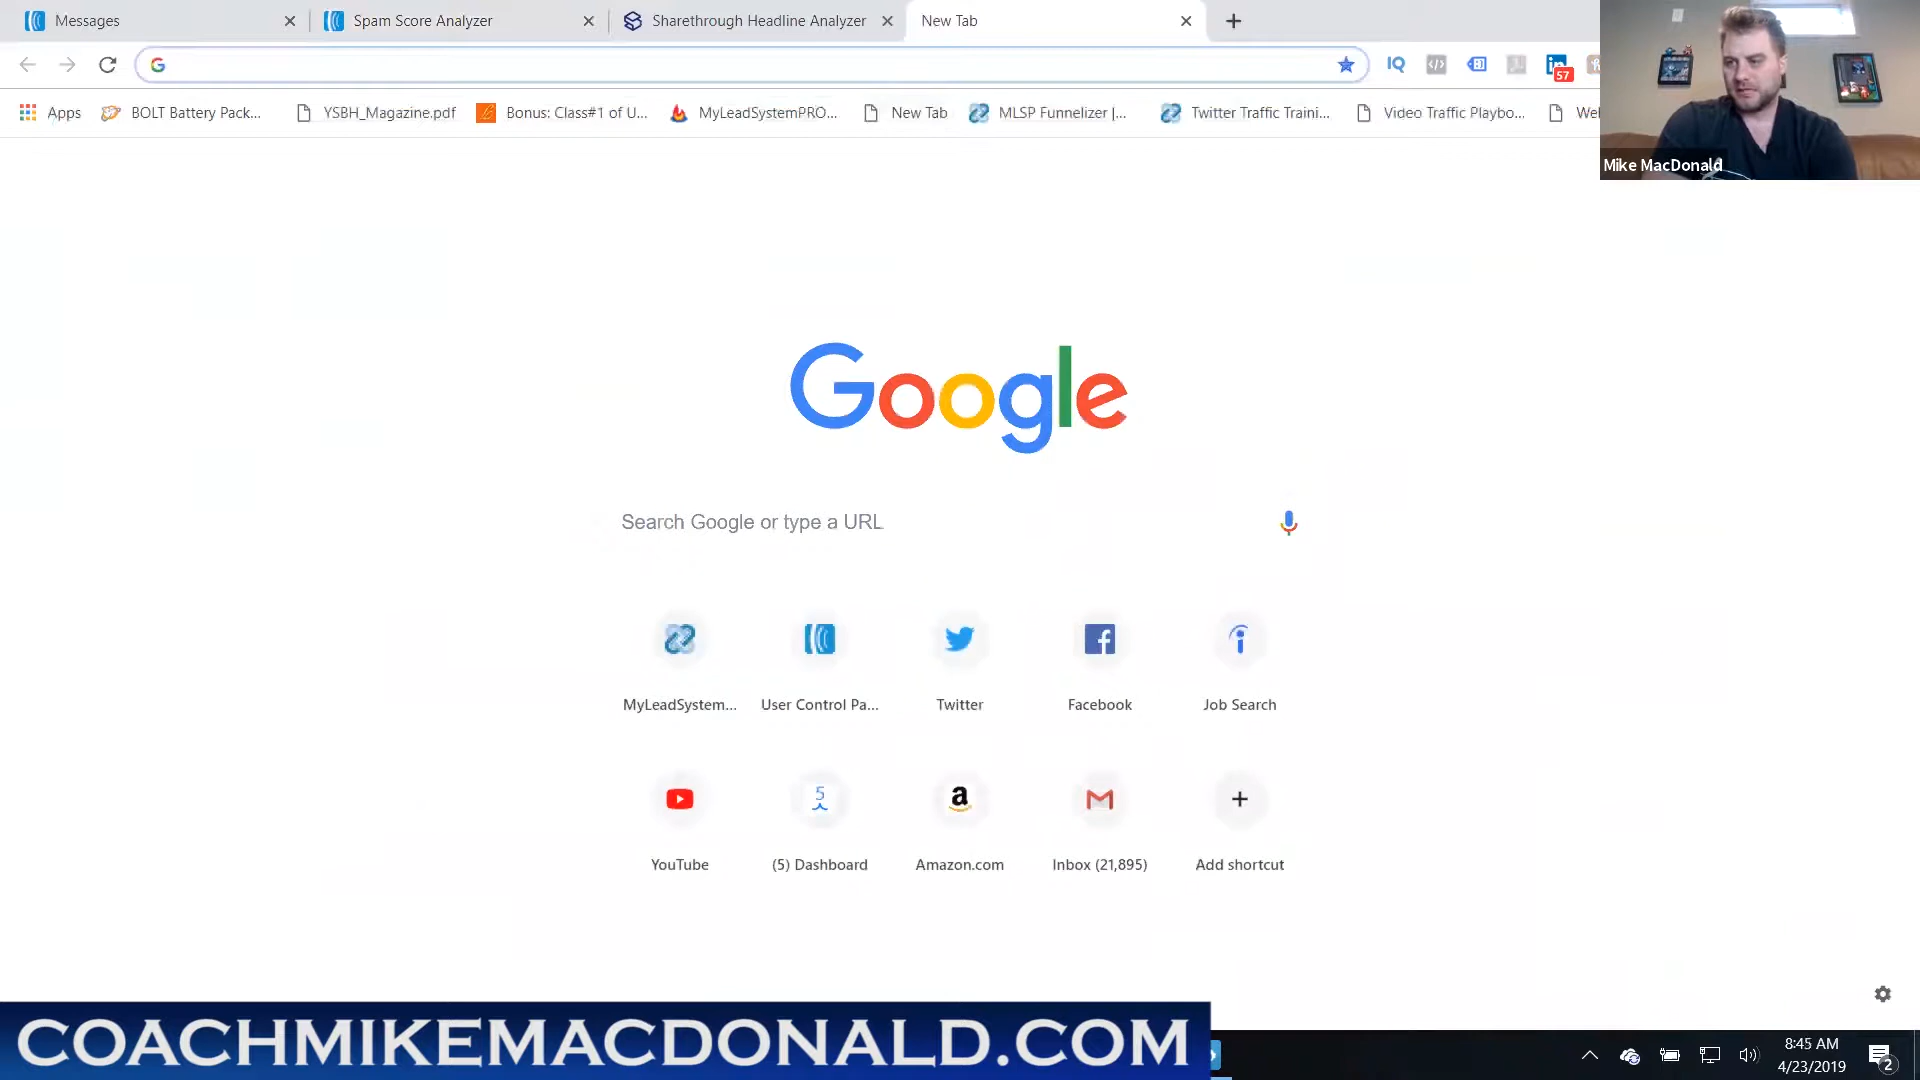 Messages
Spam Score Analyzer
Sharethrough Headline Analyzer
New Tab
IQ
57
Apps
BOLT Battery Pack...
YSBH_Magazine.pdf
Bonus: Class#1 of U...
MyLeadSystemPRO...
New Tab
MLSP Funnelizer |...
Twitter Traffic Traini...
Video Traffic Playbo...
Mike MacDonald
Google
Search Google or type a URL
MyLeadSystem...
User Control Pa...
Twitter
Facebook
Job Search
YouTube
(5) Dashboard
Amazon.com
Inbox (21,895)
Add shortcut
COACHMIKEMACDONALD.COM
8:45 AM
4/23/2019
2